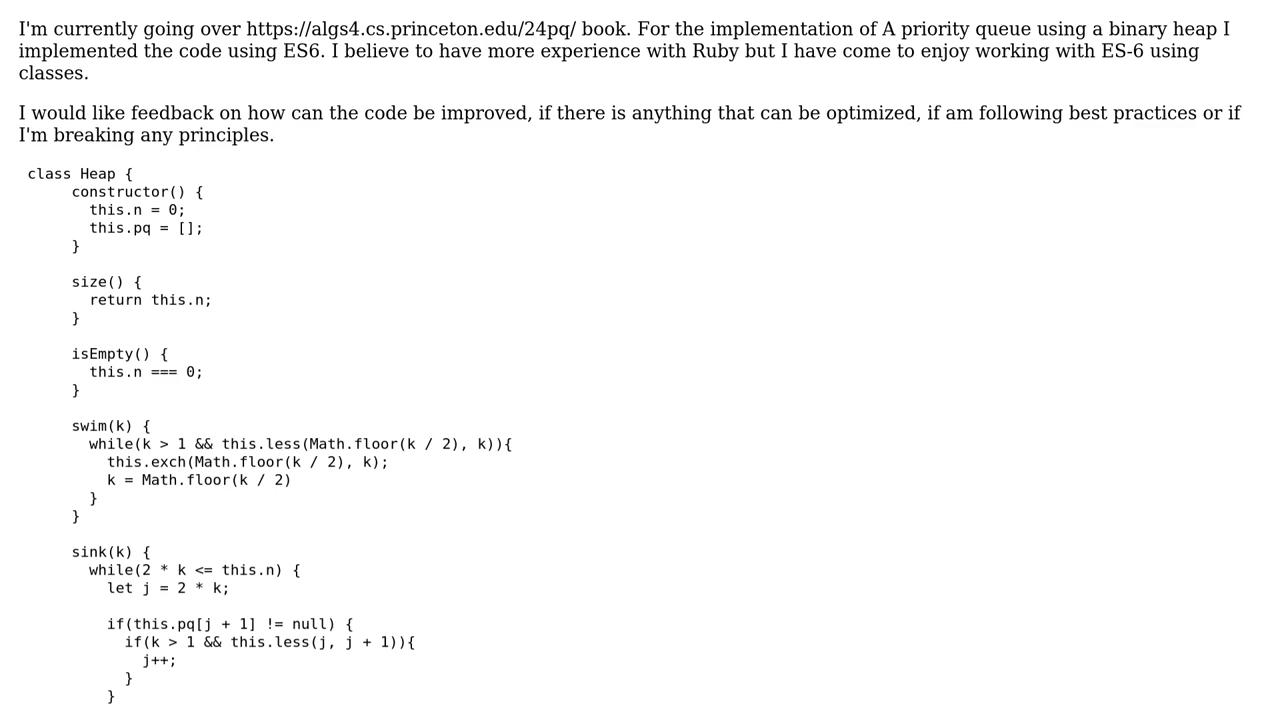 I'm currently going over https://algs4.cs.princeton.edu/24pq/ book. For the implementation of A priority queue using a binary heap I
implemented the code using ES6. I believe to have more experience with Ruby but I have come to enjoy working with ES-6 using
classes.
I would like feedback on how can the code be improved, if there is anything that can be optimized, if am following best practices or if
I'm breaking any principles.
class Heap {
constructor() {
this.n = 0;
this.pq = [];
}
size() {
return this.n;
}
isEmpty() {
this.n === 0;
}
swim(k) {
while(k > 1 && this.less(Math.floor(k / 2), k)){
this.exch(Math.floor(k / 2), k);
k = Math.floor(k / 2)
}
}
sink(k) {
while(2 * k <= this.n) {
let j = 2 * k;
if(this.pq[j + 1] != null) {
if(k > 1 && this.less(j, j + 1)){
j++;
}
}